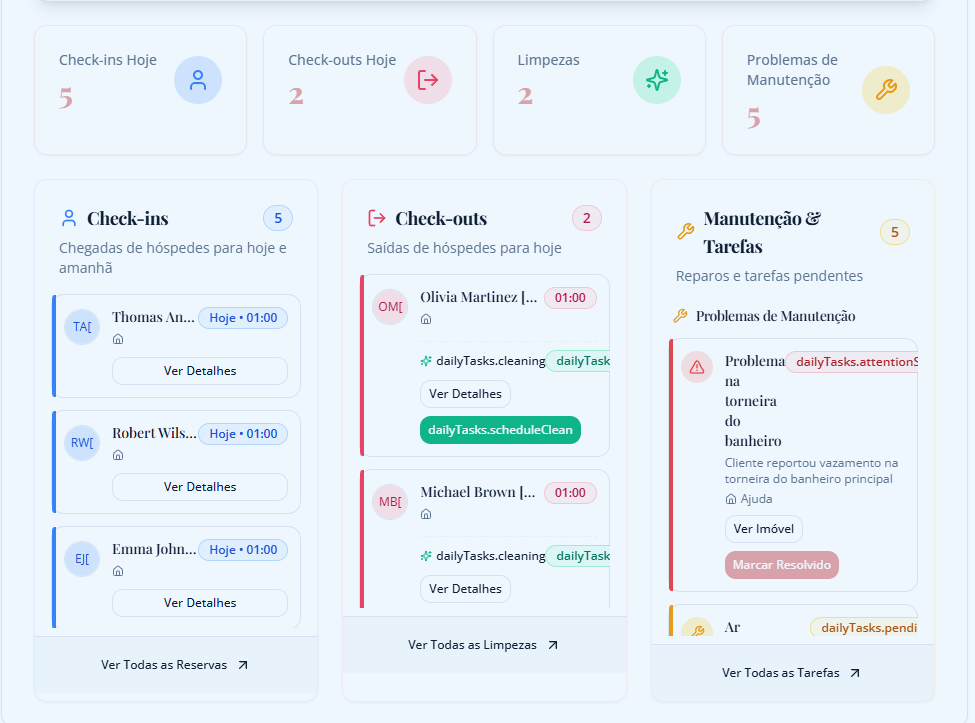 Check-ins Hoje
5
Check-outs Hoje
2
Limpezas
2
Problemas de
Manutenção
5
Check-ins
5
Chegadas de hóspedes para hoje e
amanhã
TA[
Thomas An...
Hoje • 01:00
Ver Detalhes
RW[
Robert Wils...
Hoje • 01:00
Ver Detalhes
EJ[
Emma John...
Hoje • 01:00
Ver Detalhes
Ver Todas as Reservas
Check-outs
2
Saídas de hóspedes para hoje
OM[
Olivia Martinez [...
01:00
dailyTasks.cleaning
dailyTask
Ver Detalhes
dailyTasks.scheduleClean
MB[
Michael Brown [...
01:00
dailyTasks.cleaning
dailyTask
Ver Detalhes
Ver Todas as Limpezas
Manutenção &
Tarefas
5
Reparos e tarefas pendentes
Problemas de Manutenção
Problema
dailyTasks.attentionS
na
torneira
do
banheiro
Cliente reportou vazamento na
torneira do banheiro principal
Ajuda
Ver Imóvel
Marcar Resolvido
Ar
dailyTasks.pendi
Ver Todas as Tarefas